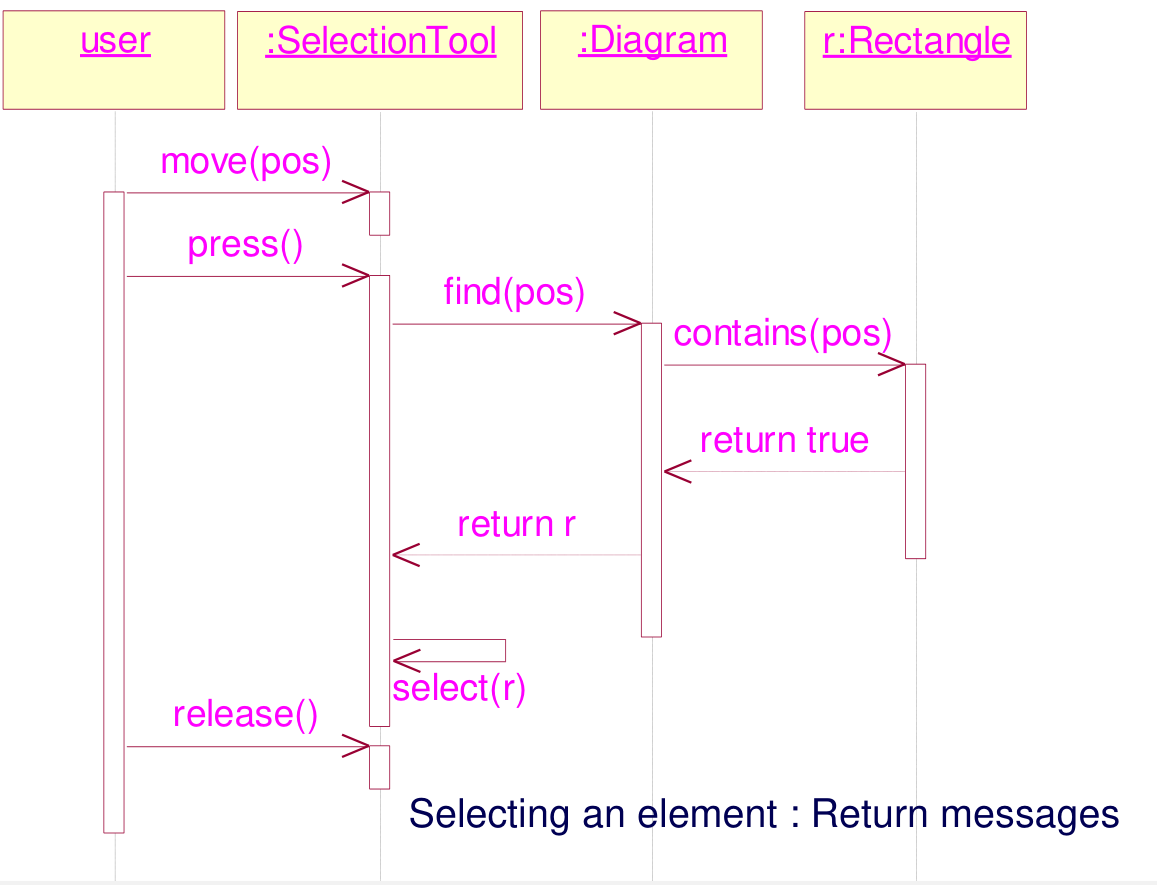 user
:SelectionTool
:Diagram
r:Rectangle
move(pos)
press()
find(pos)
contains(pos)
return true
return r
select(r)
release()
Selecting an element : Return messages